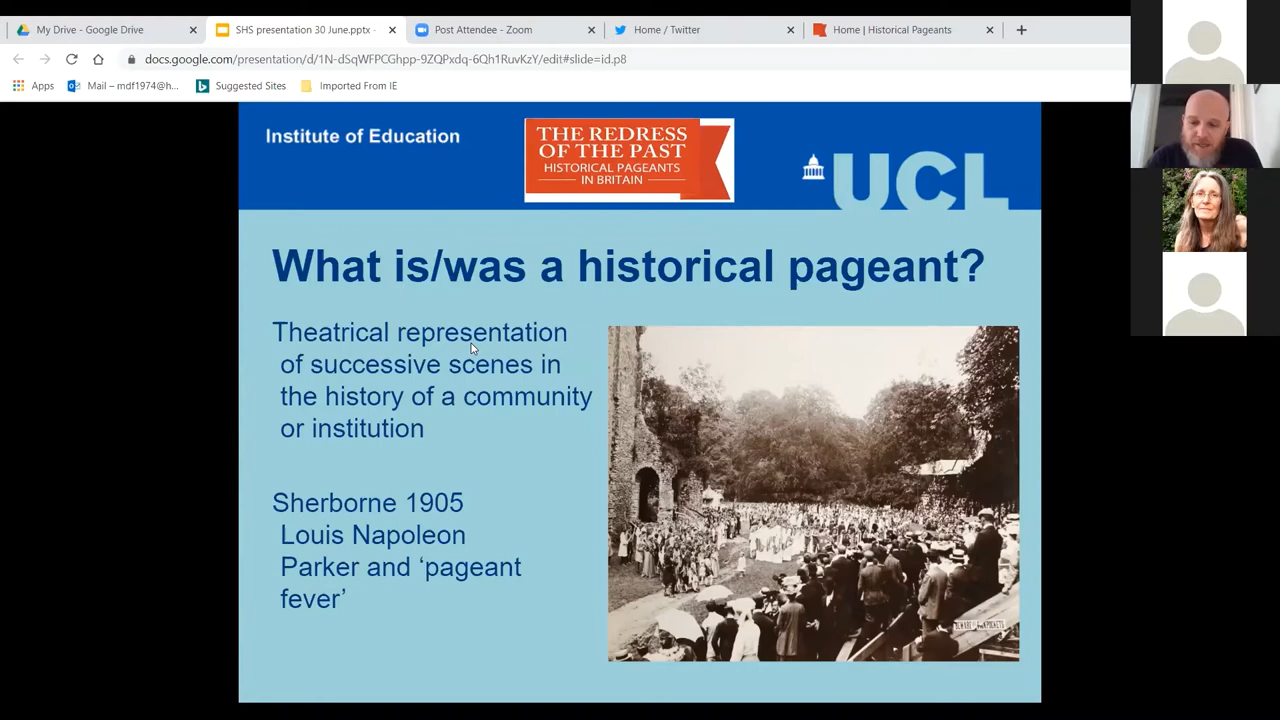 My Drive - Google Drive
SHS presentation 30 June.pptx -
Post Attendee - Zoom
Home / Twitter
Home | Historical Pageants
docs.google.com/presentation/d/1N-dSqWFPCGhpp-9ZQPxdq-6Qh1RuvKzY/edit#slide=id.p8
Apps
Mail – mdf1974@h...
Suggested Sites
Imported From IE
Institute of Education
THE REDRESS
OF THE PAST
HISTORICAL PAGEANTS
IN BRITAIN
UCL
What is/was a historical pageant?
Theatrical representation
of successive scenes in
the history of a community
or institution
Sherborne 1905
Louis Napoleon
Parker and ‘pageant
fever’